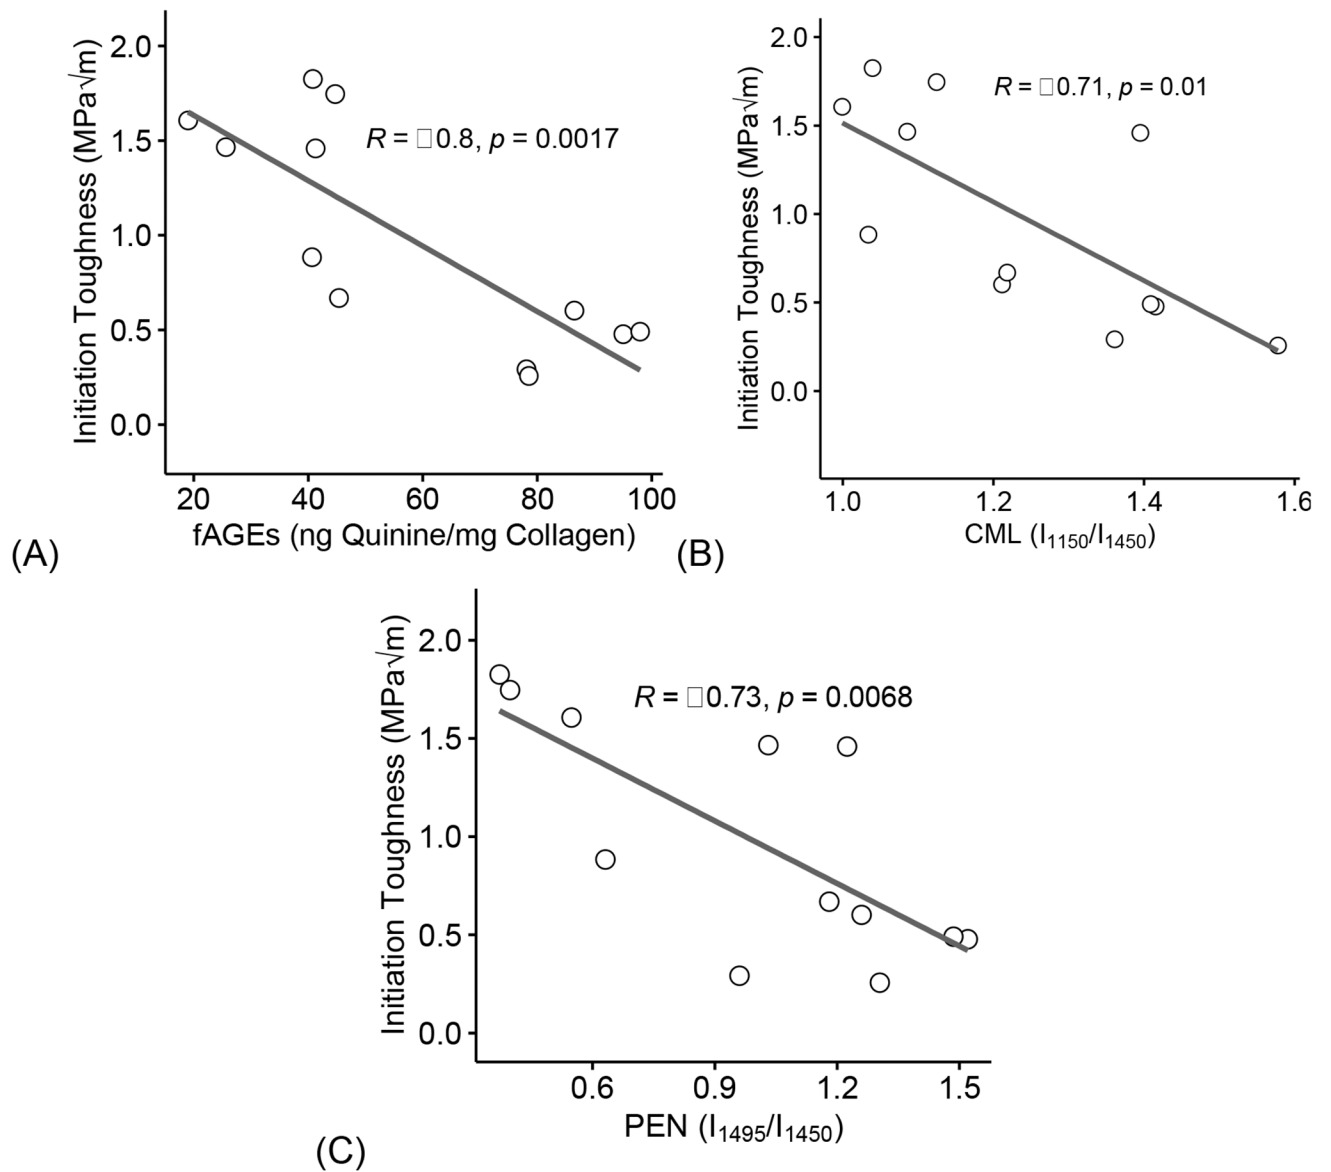 Initiation Toughness (MPa√m)
2.0
1.5
1.0
0.5
0.0
R = □0.8, p = 0.0017
20 40 60 80 100
fAGEs (ng Quinine/mg Collagen)
(A)
Initiation Toughness (MPa√m)
2.0
1.5
1.0
0.5
0.0
R = □0.71, p = 0.01
1.0 1.2 1.4 1.6
CML (I1150/I1450)
(B)
Initiation Toughness (MPa√m)
2.0
1.5
1.0
0.5
0.0
R = □0.73, p = 0.0068
0.6 0.9 1.2 1.5
PEN (I1495/I1450)
(C)